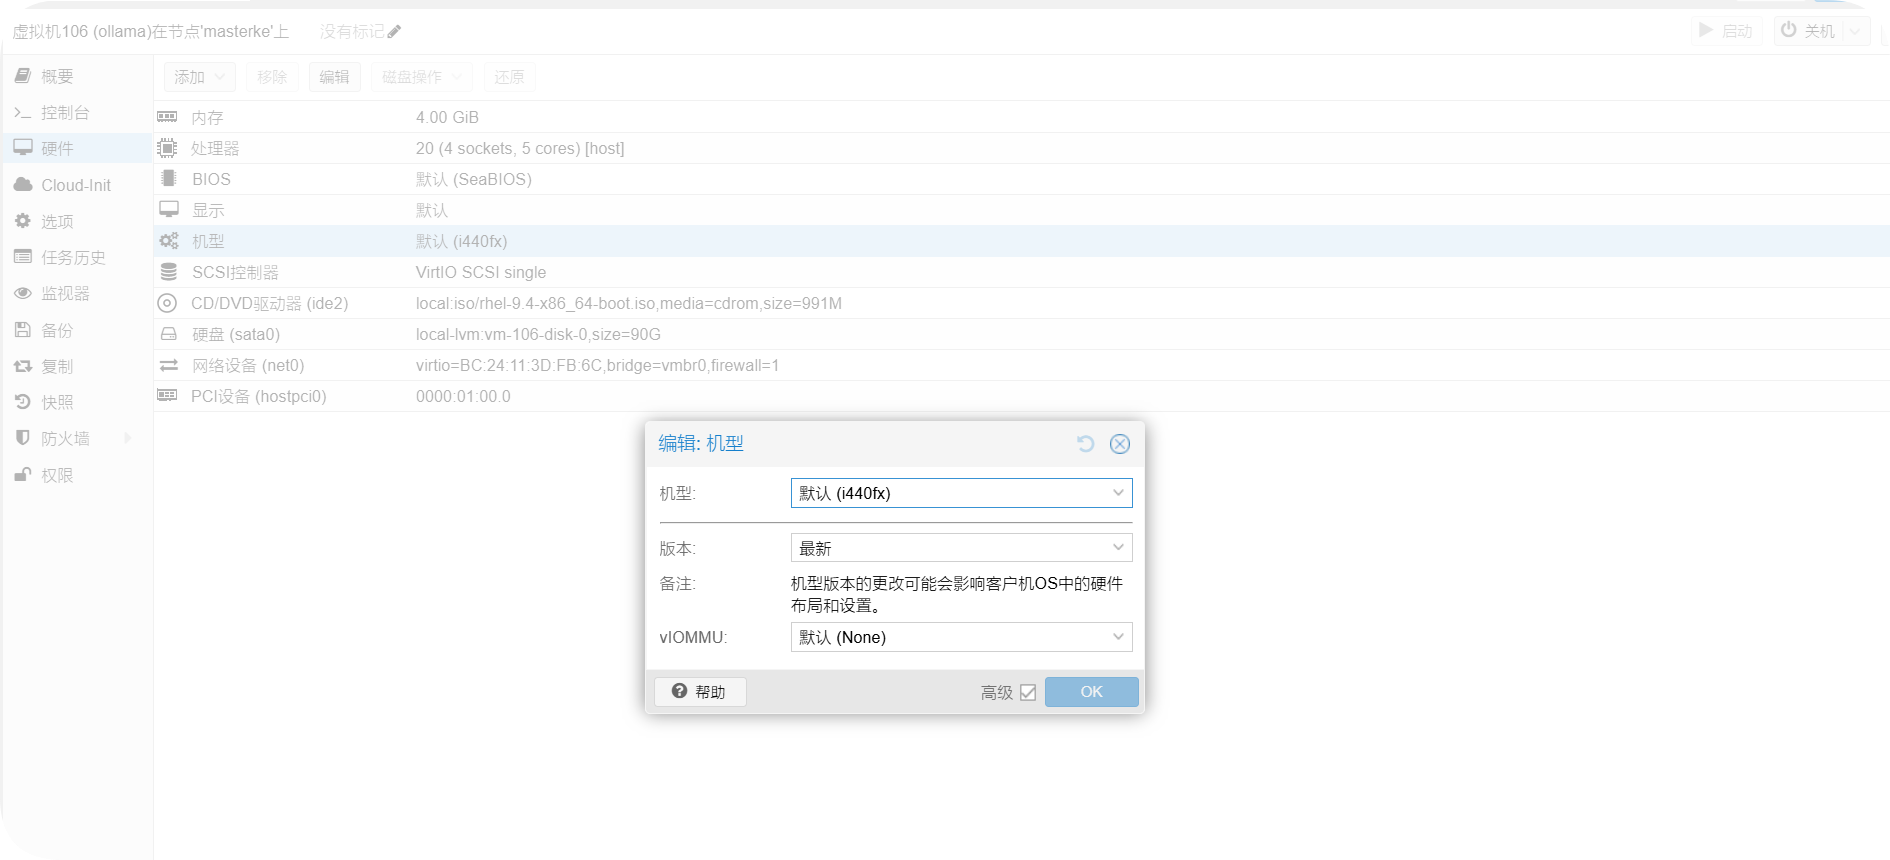 虚拟机106 (ollama)在节点'masterke'上
没有标记
启动
关机
概要
控制台
硬件
Cloud-Init
选项
任务历史
监视器
备份
复制
快照
防火墙
权限
添加
移除
编辑
磁盘操作
还原
内存 4.00 GiB
处理器 20 (4 sockets, 5 cores) [host]
BIOS 默认 (SeaBIOS)
显示 默认
机型 默认 (i440fx)
SCSI控制器 VirtIO SCSI single
CD/DVD驱动器 (ide2) local:iso/rhel-9.4-x86_64-boot.iso,media=cdrom,size=991M
硬盘 (sata0) local-lvm:vm-106-disk-0,size=90G
网络设备 (net0) virtio=BC:24:11:3D:FB:6C,bridge=vmbr0,firewall=1
PCI设备 (hostpci0) 0000:01:00.0
编辑: 机型
机型: 默认 (i440fx)
版本: 最新
备注: 机型版本的更改可能会影响客户机OS中的硬件
布局和设置。
vIOMMU: 默认 (None)
帮助
高级
OK